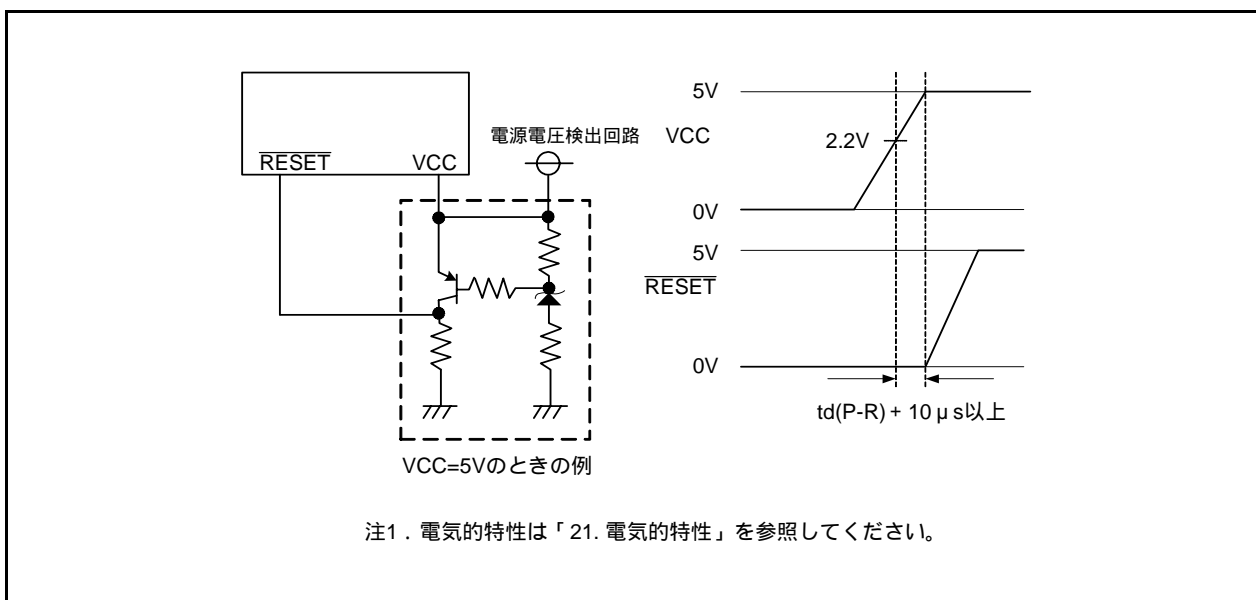 RESET
VCC
電源電圧検出回路
VCC=5Vのときの例
5V
VCC
2.2V
0V
5V
RESET
0V
td(P-R) + 10 μs以上
注1．電気的特性は「21. 電気的特性」を参照してください。